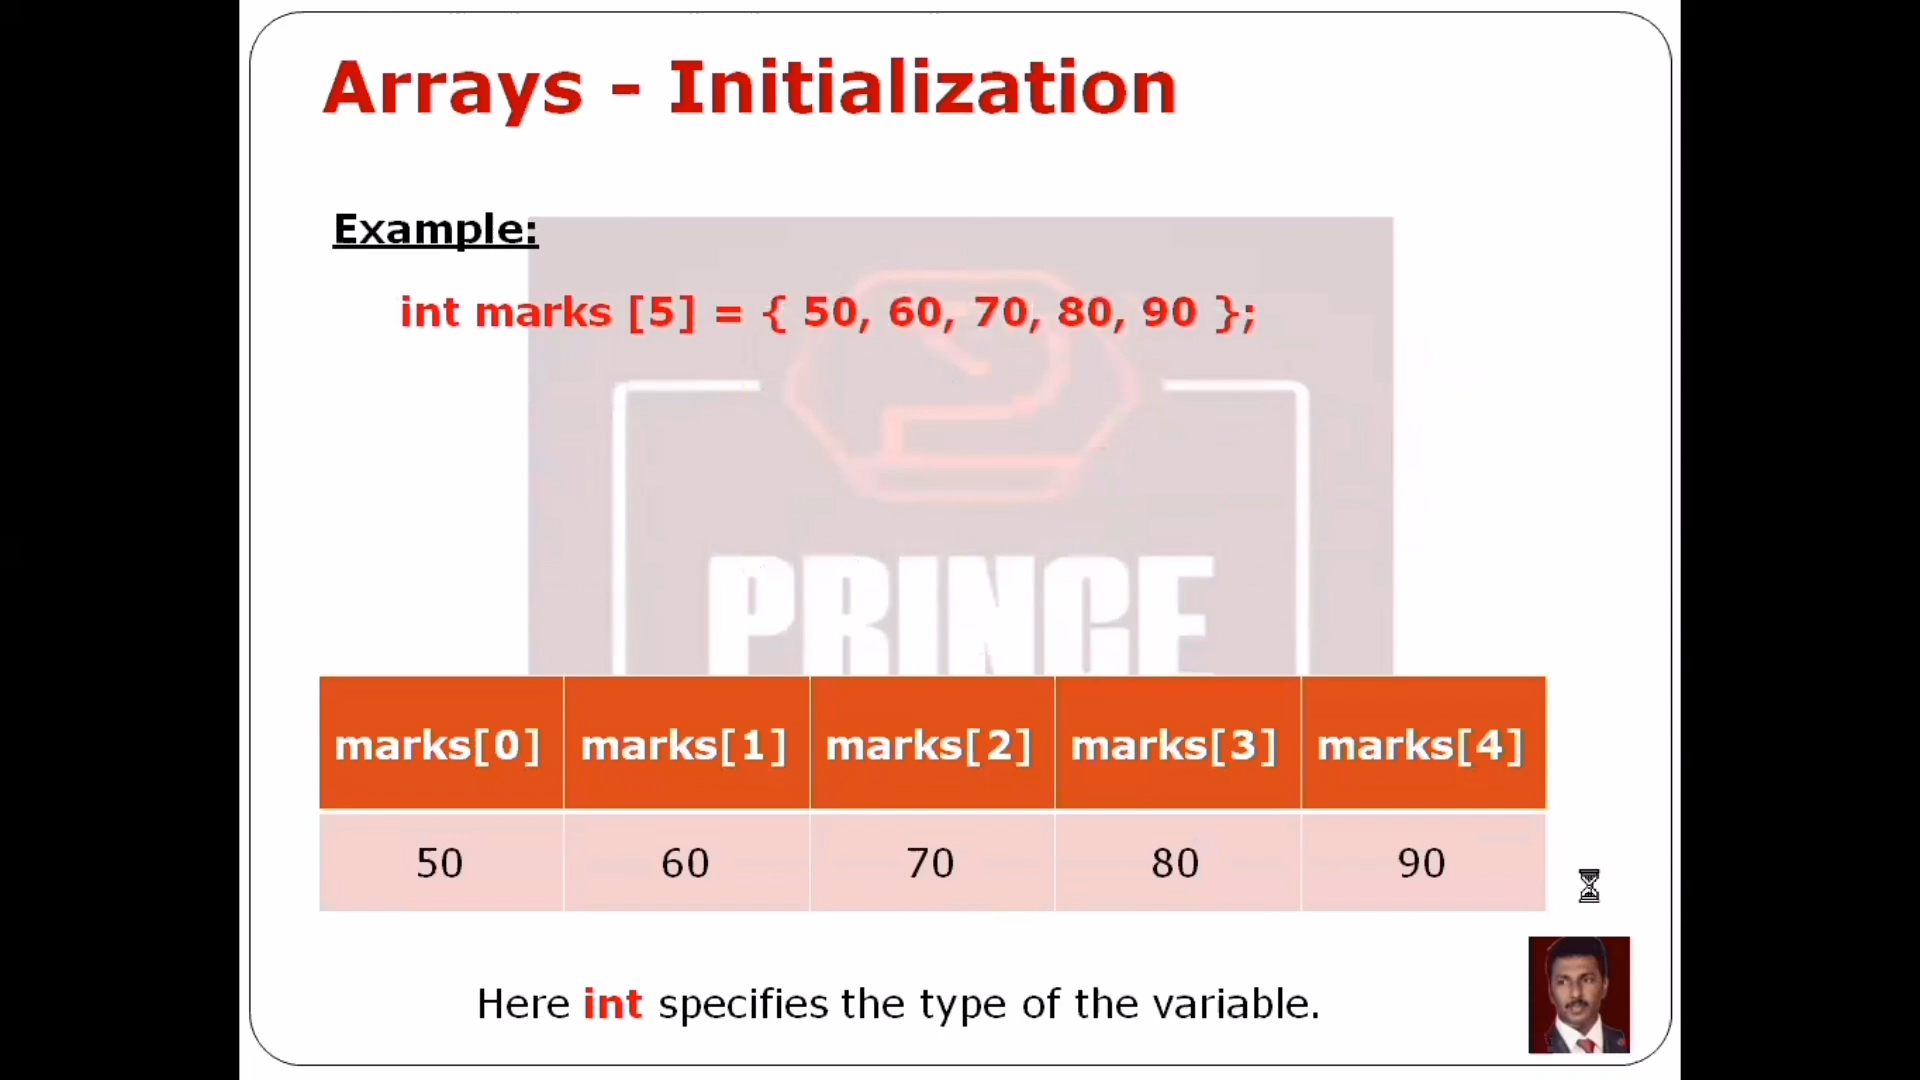 Arrays - Initialization
Example:
int marks [5] = { 50, 60, 70, 80, 90 };
PRINCE
marks[0] marks[1] marks[2] marks[3] marks[4]
50 60 70 80 90
Here int specifies the type of the variable.